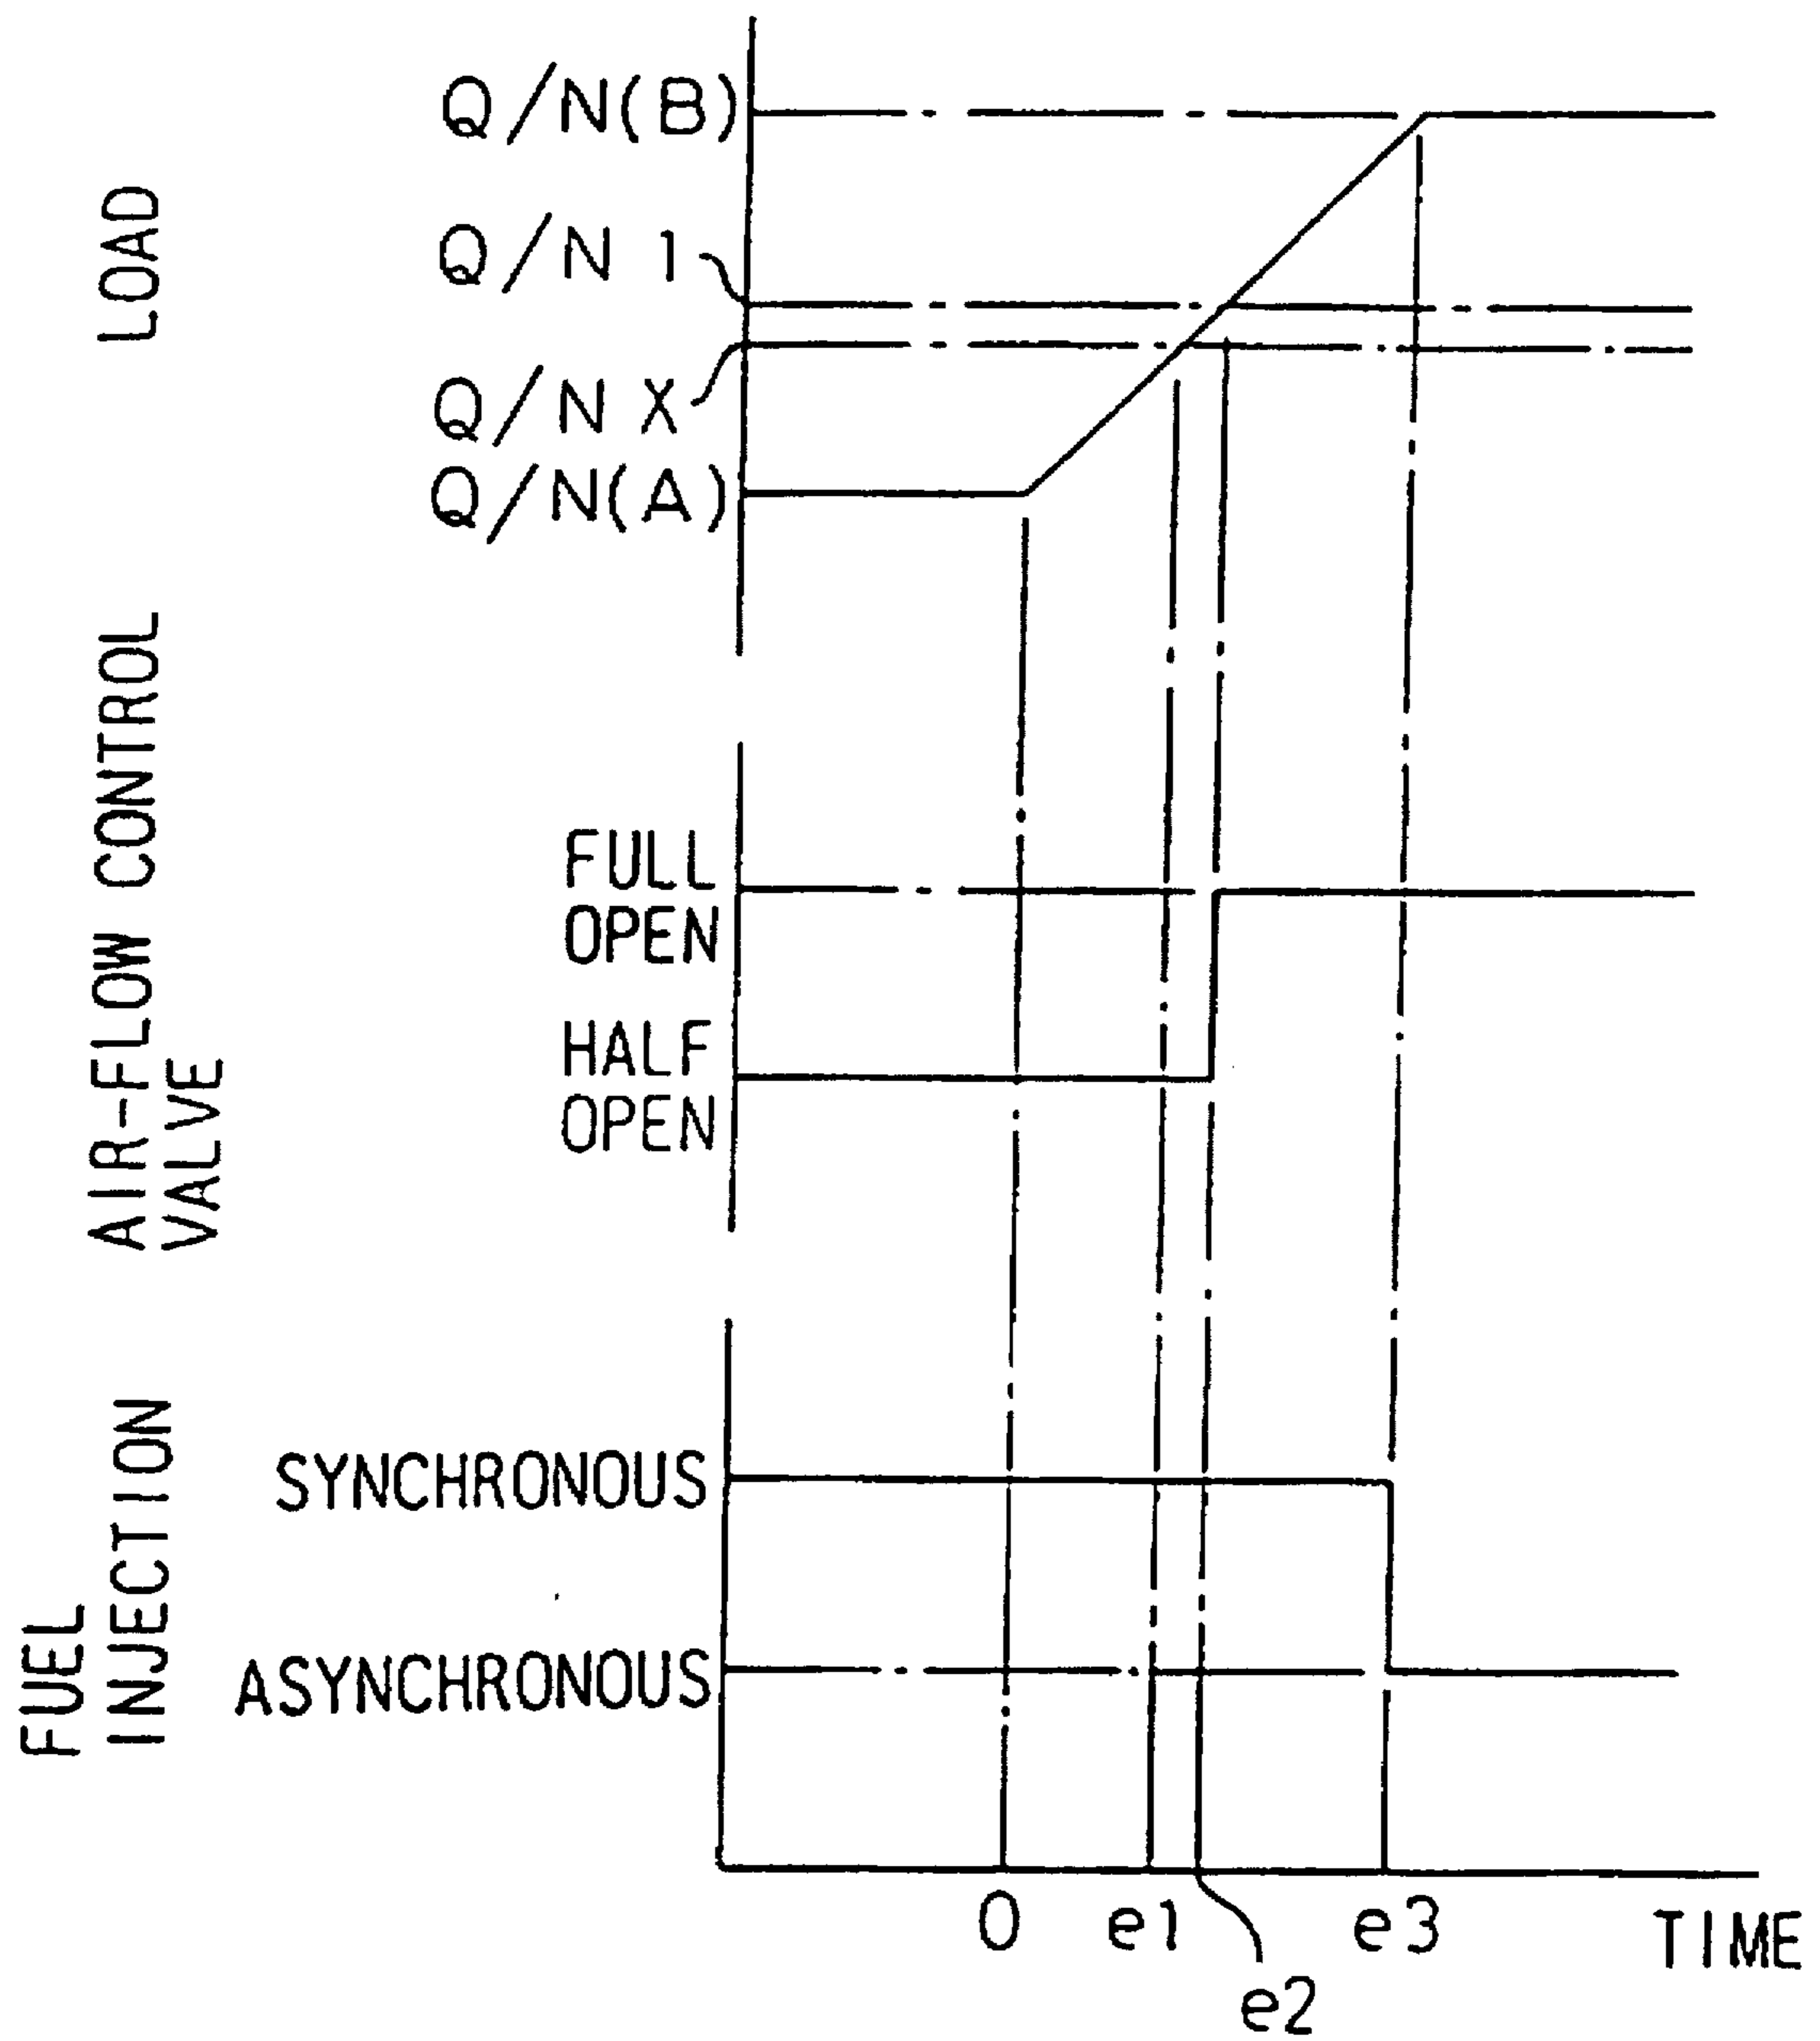 LOAD
Q/N(B)
Q/N 1
Q/N X
Q/N(A)
AIR-FLOW CONTROL
VALVE
FULL
OPEN
HALF
OPEN
FUEL
INJECTION
SYNCHRONOUS
ASYNCHRONOUS
0
e1
e2
e3
TIME